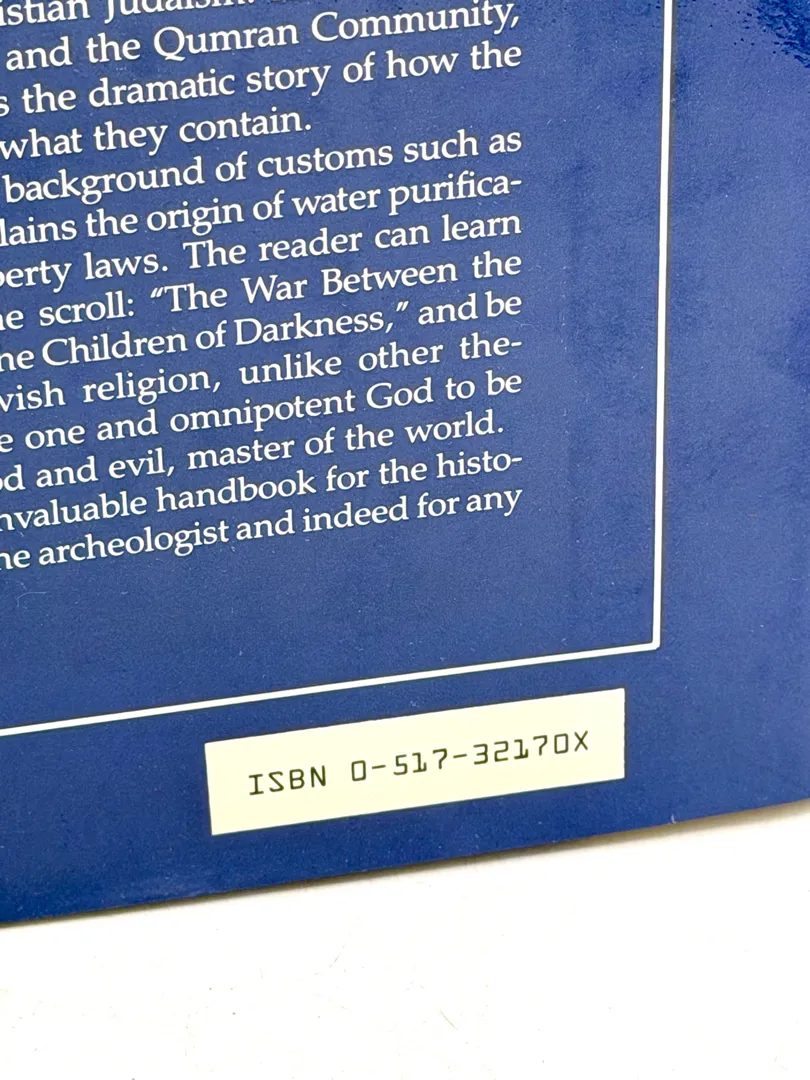 istian Judaism.
and the Qumran Community,
s the dramatic story of how the
what they contain.
background of customs such as
lains the origin of water purifica-
perty laws. The reader can learn
he scroll: “The War Between the
he Children of Darkness,” and be
wish religion, unlike other the-
e one and omnipotent God to be
od and evil, master of the world.
nvaluable handbook for the histo-
he archeologist and indeed for any
ISBN 0-517-32170X